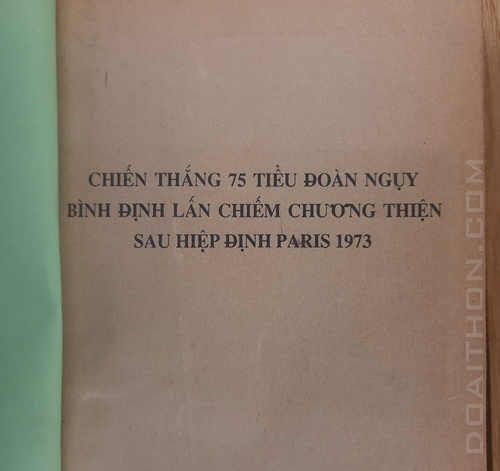 CHIẾN THẮNG 75 TIỂU ĐOÀN NGỤY
BÌNH ĐỊNH LẤN CHIẾM CHƯƠNG THIỆN
SAU HIỆP ĐỊNH PARIS 1973
DOAITHON.COM